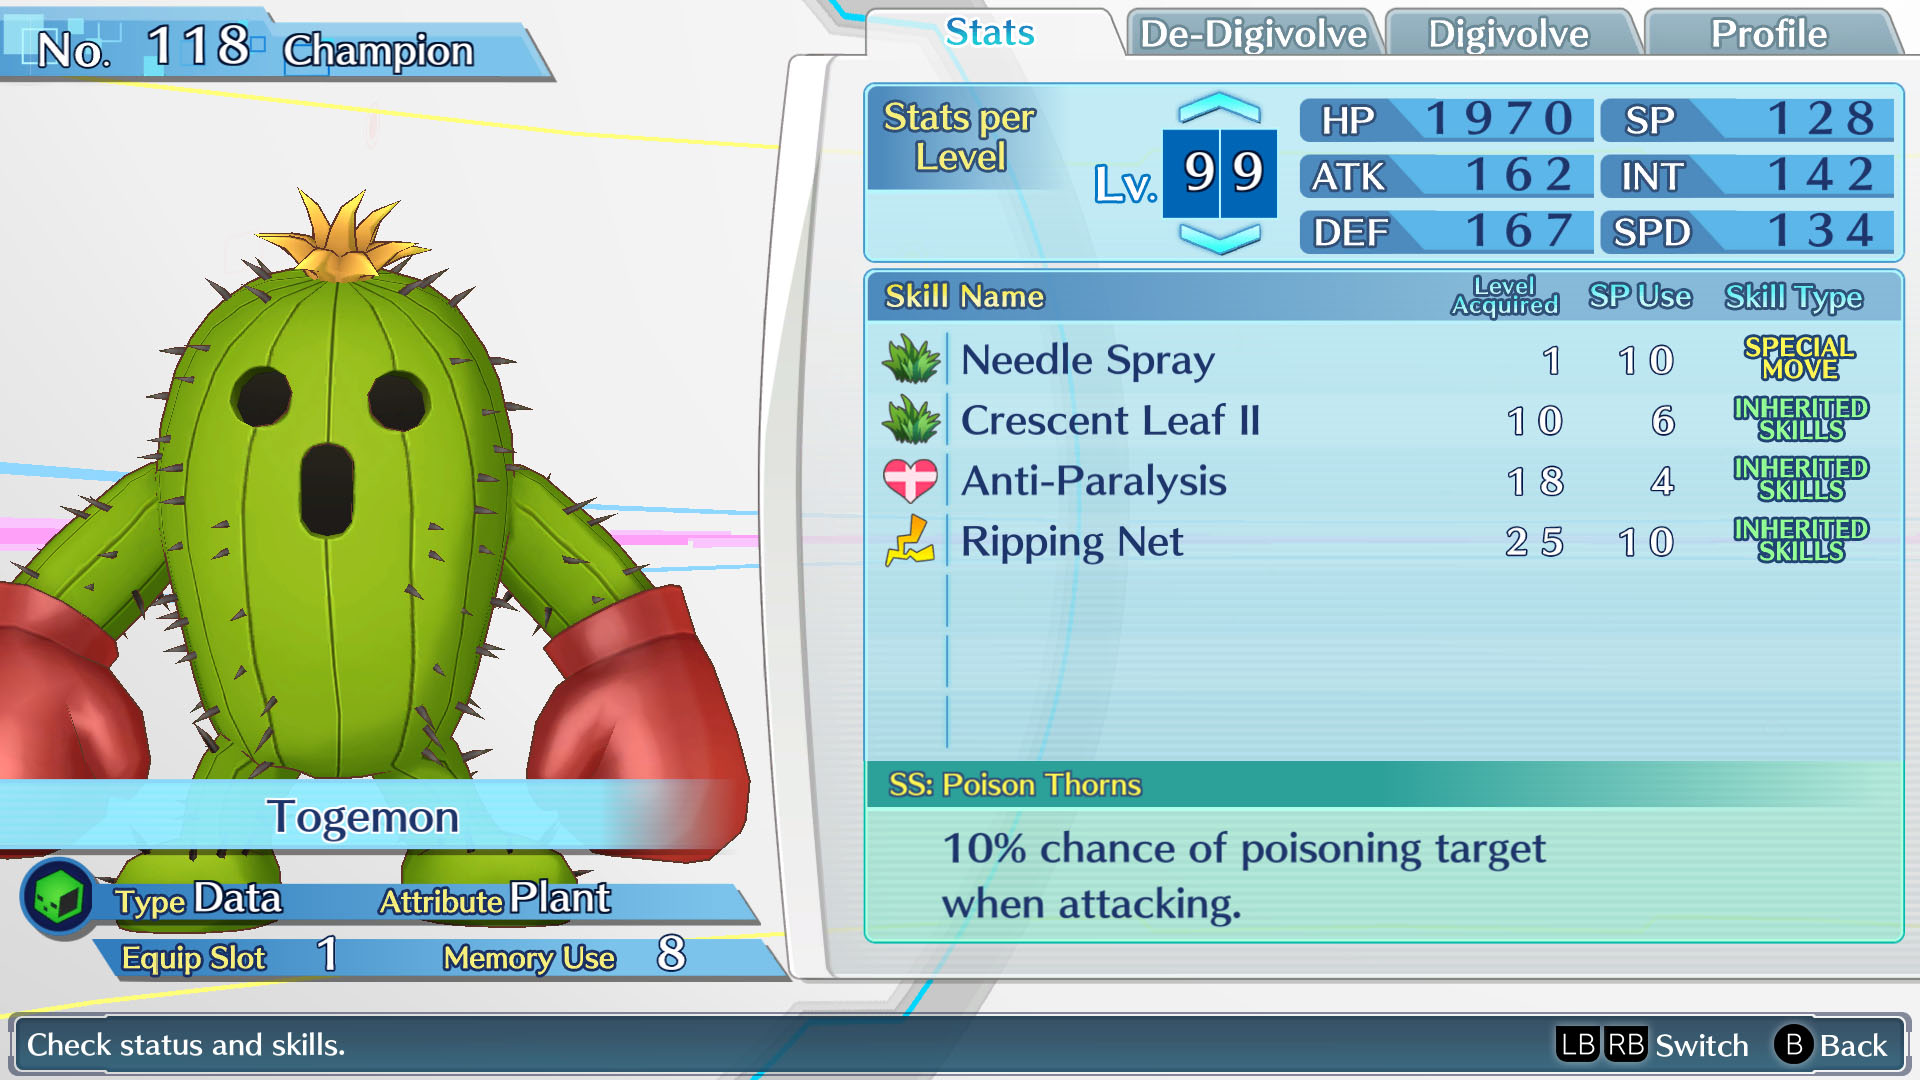 No. 118 Champion
Stats De-Digivolve Digivolve Profile
Stats per
Level
Lv. 99
HP 1970 SP 128
ATK 162 INT 142
DEF 167 SPD 134
Skill Name Level Acquired SP Use Skill Type
Needle Spray 1 10 SPECIAL MOVE
Crescent Leaf II 10 6 INHERITED SKILLS
Anti-Paralysis 18 4 INHERITED SKILLS
Ripping Net 25 10 INHERITED SKILLS
SS: Poison Thorns
10% chance of poisoning target
when attacking.
Togemon
Type Data Attribute Plant
Equip Slot 1 Memory Use 8
Check status and skills.
LB RB Switch B Back